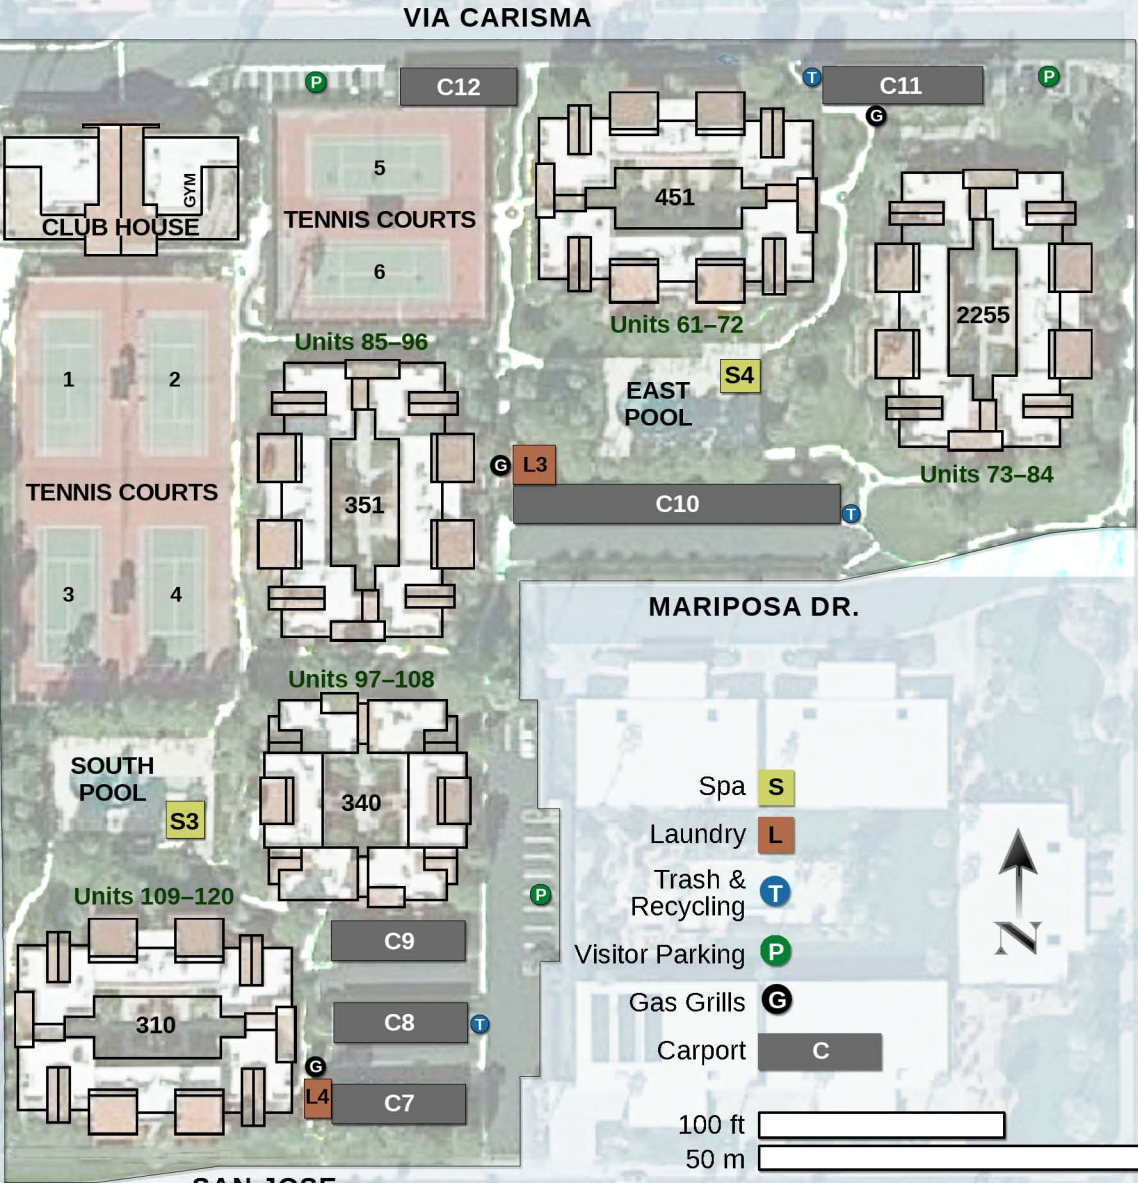 VIA CARISMA
P
C12
T
C11
P
G
5
TENNIS COURTS
6
451
Units 61–72
GYM
CLUB HOUSE
2255
Units 73–84
Units 85–96
1
2
TENNIS COURTS
3
4
351
EAST
POOL
S4
G
L3
C10
T
MARIPOSA DR.
Units 97–108
340
SOUTH
POOL
S3
Units 109–120
310
P
C9
C8
T
G
L4
C7
Spa S
Laundry L
Trash &
Recycling T
Visitor Parking P
Gas Grills G
Carport C
100 ft
50 m
N
SAN JOSE